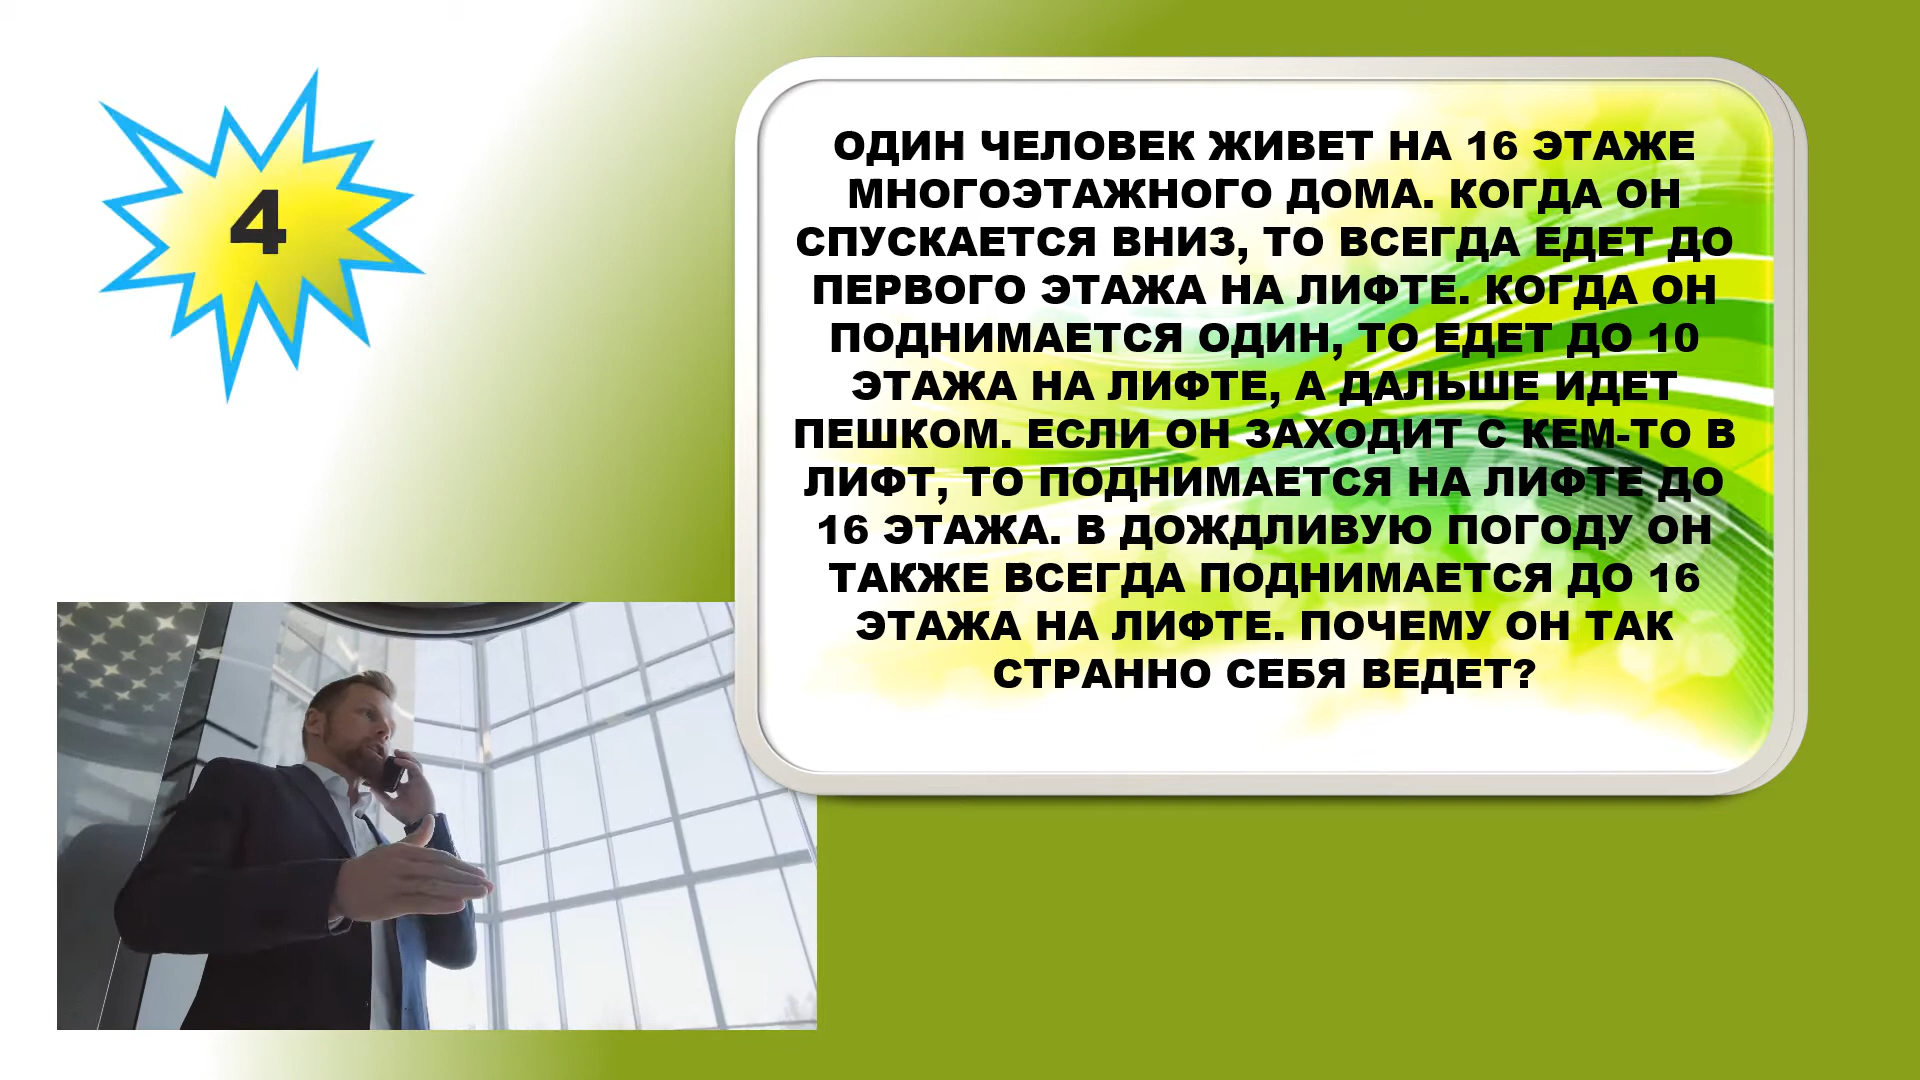 4
ОДИН ЧЕЛОВЕК ЖИВЕТ НА 16 ЭТАЖЕ
МНОГОЭТАЖНОГО ДОМА. КОГДА ОН
СПУСКАЕТСЯ ВНИЗ, ТО ВСЕГДА ЕДЕТ ДО
ПЕРВОГО ЭТАЖА НА ЛИФТЕ. КОГДА ОН
ПОДНИМАЕТСЯ ОДИН, ТО ЕДЕТ ДО 10
ЭТАЖА НА ЛИФТЕ, А ДАЛЬШЕ ИДЕТ
ПЕШКОМ. ЕСЛИ ОН ЗАХОДИТ С КЕМ-ТО В
ЛИФТ, ТО ПОДНИМАЕТСЯ НА ЛИФТЕ ДО
16 ЭТАЖА. В ДОЖДЛИВУЮ ПОГОДУ ОН
ТАКЖЕ ВСЕГДА ПОДНИМАЕТСЯ ДО 16
ЭТАЖА НА ЛИФТЕ. ПОЧЕМУ ОН ТАК
СТРАННО СЕБЯ ВЕДЕТ?